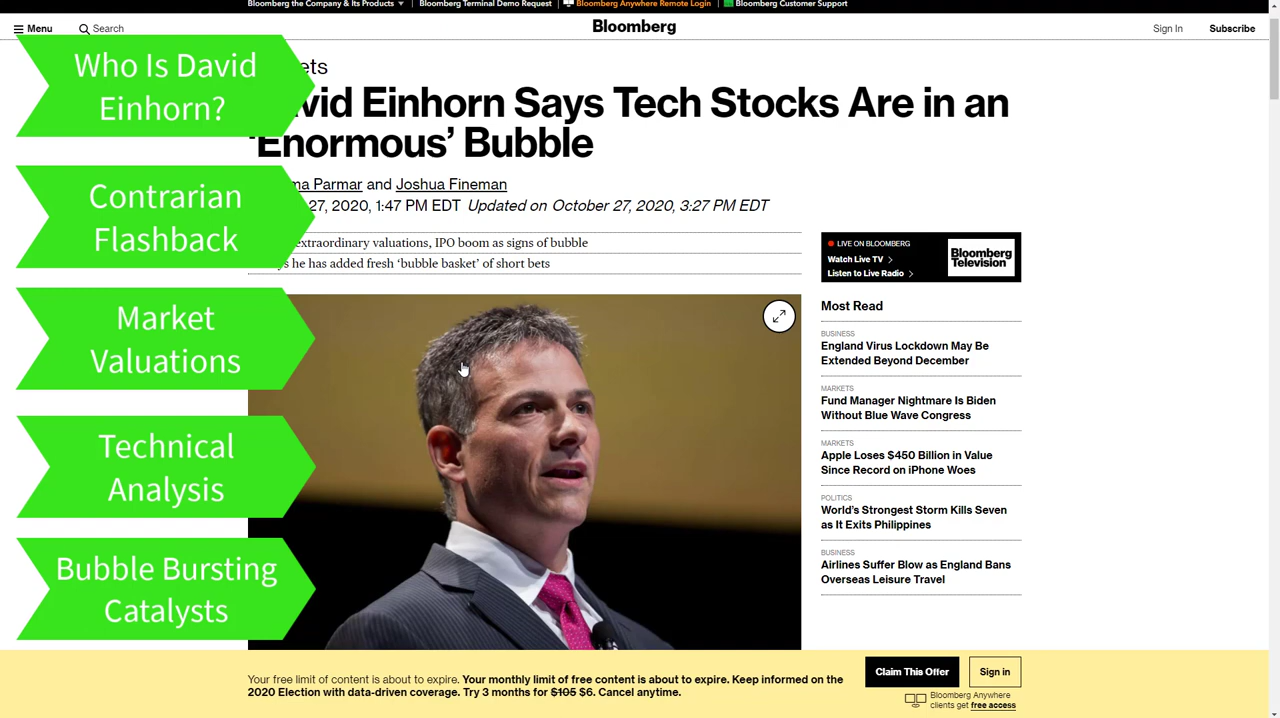 Bloomberg the Company & Its Products
Bloomberg Terminal Demo Request
Bloomberg Anywhere Remote Login
Bloomberg Customer Support
Menu
Search
Bloomberg
Sign In
Subscribe
Who Is David
Einhorn?
Contrarian
Flashback
Market
Valuations
Technical
Analysis
Bubble Bursting
Catalysts
ets
vid Einhorn Says Tech Stocks Are in an
‘Enormous’ Bubble
ma Parmar and Joshua Fineman
27, 2020, 1:47 PM EDT Updated on October 27, 2020, 3:27 PM EDT
extraordinary valuations, IPO boom as signs of bubble
he has added fresh ‘bubble basket’ of short bets
LIVE ON BLOOMBERG
Watch Live TV
Listen to Live Radio
Bloomberg
Television
Most Read
BUSINESS
England Virus Lockdown May Be
Extended Beyond December
MARKETS
Fund Manager Nightmare Is Biden
Without Blue Wave Congress
MARKETS
Apple Loses $450 Billion in Value
Since Record on iPhone Woes
POLITICS
World’s Strongest Storm Kills Seven
as It Exits Philippines
BUSINESS
Airlines Suffer Blow as England Bans
Overseas Leisure Travel
Your free limit of content is about to expire. Your monthly limit of free content is about to expire. Keep informed on the
2020 Election with data-driven coverage. Try 3 months for $105 $6. Cancel anytime.
Claim This Offer
Sign in
Bloomberg Anywhere
clients get free access